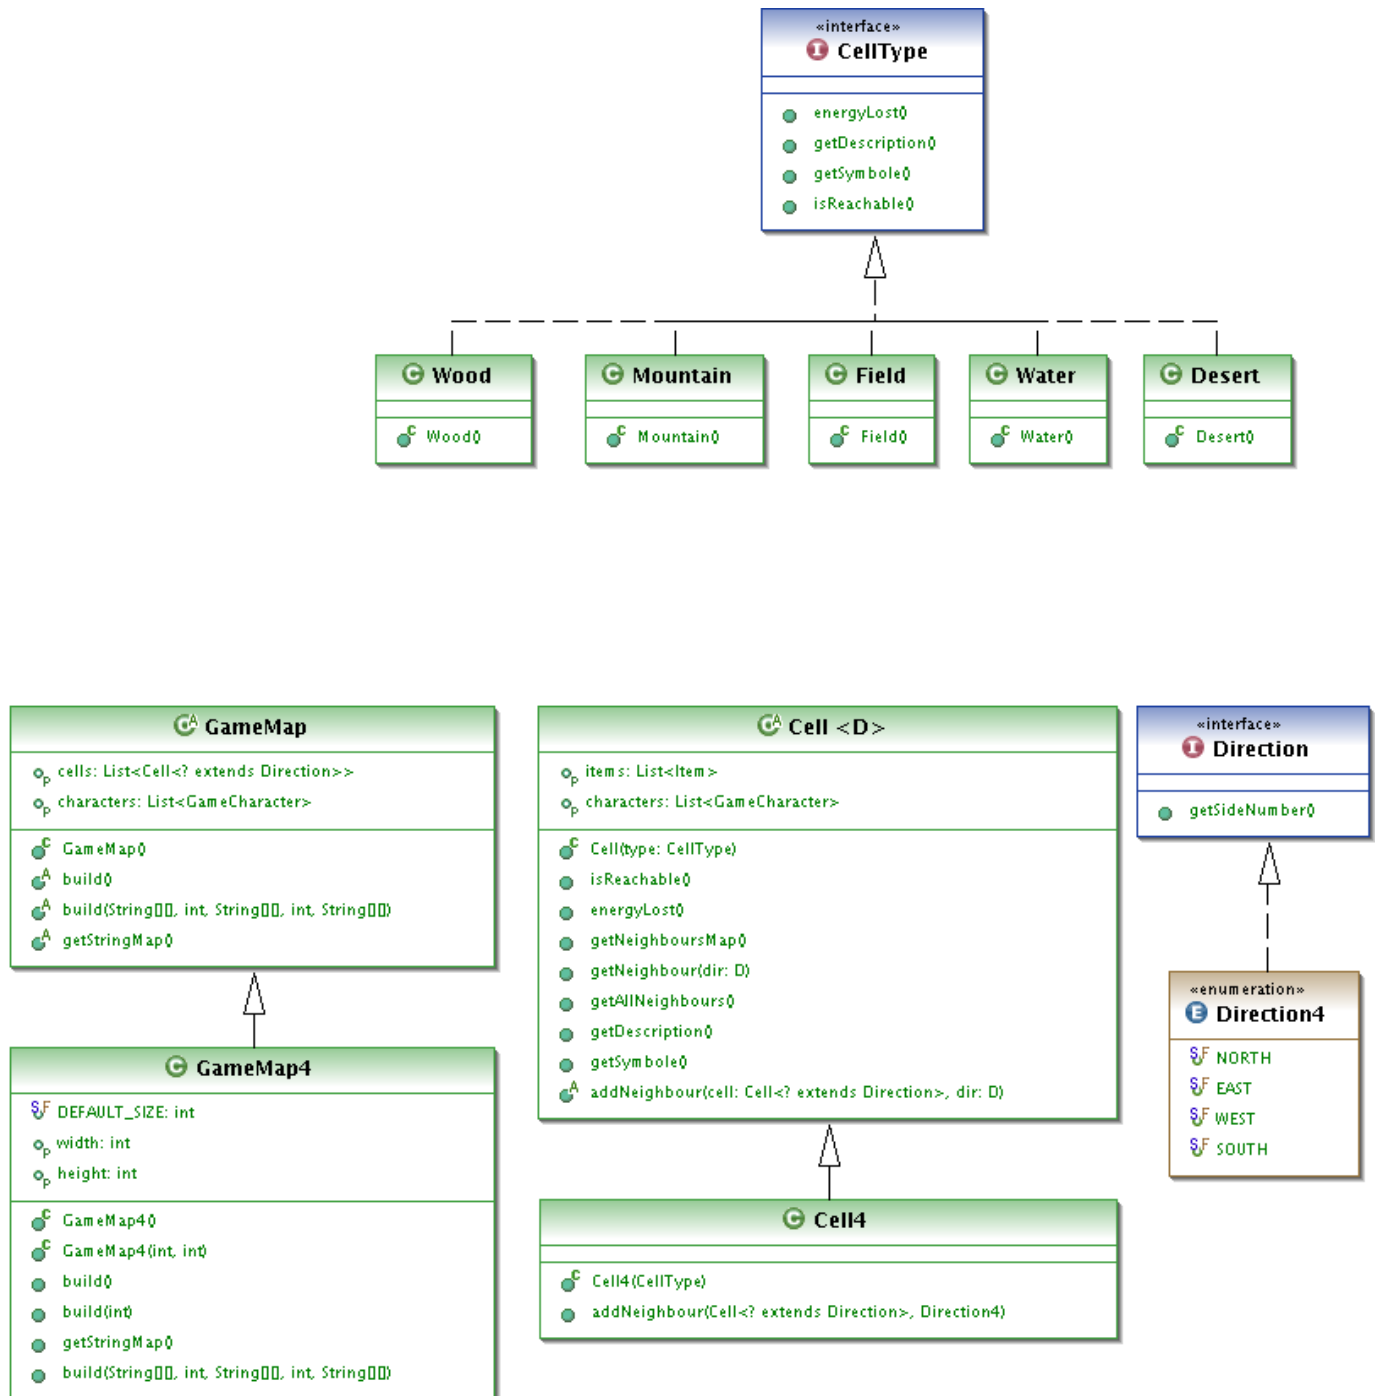 «interface»
CellType
energyLost()
getDescription()
getSymbole()
isReachable()
Wood
Wood()
Mountain
Mountain()
Field
Field()
Water
Water()
Desert
Desert()
GameMap
cells: List<Cell<? extends Direction>>
characters: List<GameCharacter>
GameMap()
build()
build(String[][], int, String[][], int, String[][])
getStringMap()
GameMap4
DEFAULT_SIZE: int
width: int
height: int
GameMap4()
GameMap4(int, int)
build()
build(int)
getStringMap()
build(String[][], int, String[][], int, String[][])
Cell <D>
items: List<Item>
characters: List<GameCharacter>
Cell(type: CellType)
isReachable()
energyLost()
getNeighboursMap()
getNeighbour(dir: D)
getAllNeighbours()
getDescription()
getSymbole()
addNeighbour(cell: Cell<? extends Direction>, dir: D)
Cell4
Cell4(CellType)
addNeighbour(Cell<? extends Direction>, Direction4)
«interface»
Direction
getSideNumber()
«enumeration»
Direction4
NORTH
EAST
WEST
SOUTH